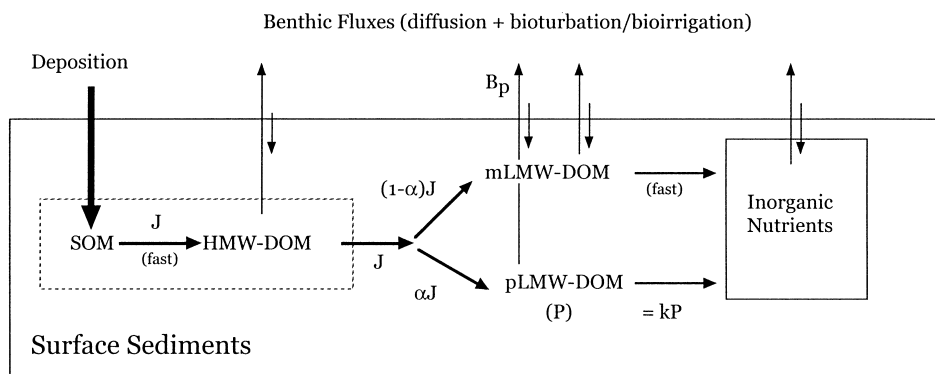 Benthic Fluxes (diffusion + bioturbation/bioirrigation)
Deposition
Bp
(1-α)J
mLMW-DOM
(fast)
Inorganic
Nutrients
J
SOM
(fast)
HMW-DOM
J
αJ
pLMW-DOM
(P)
= kP
Surface Sediments